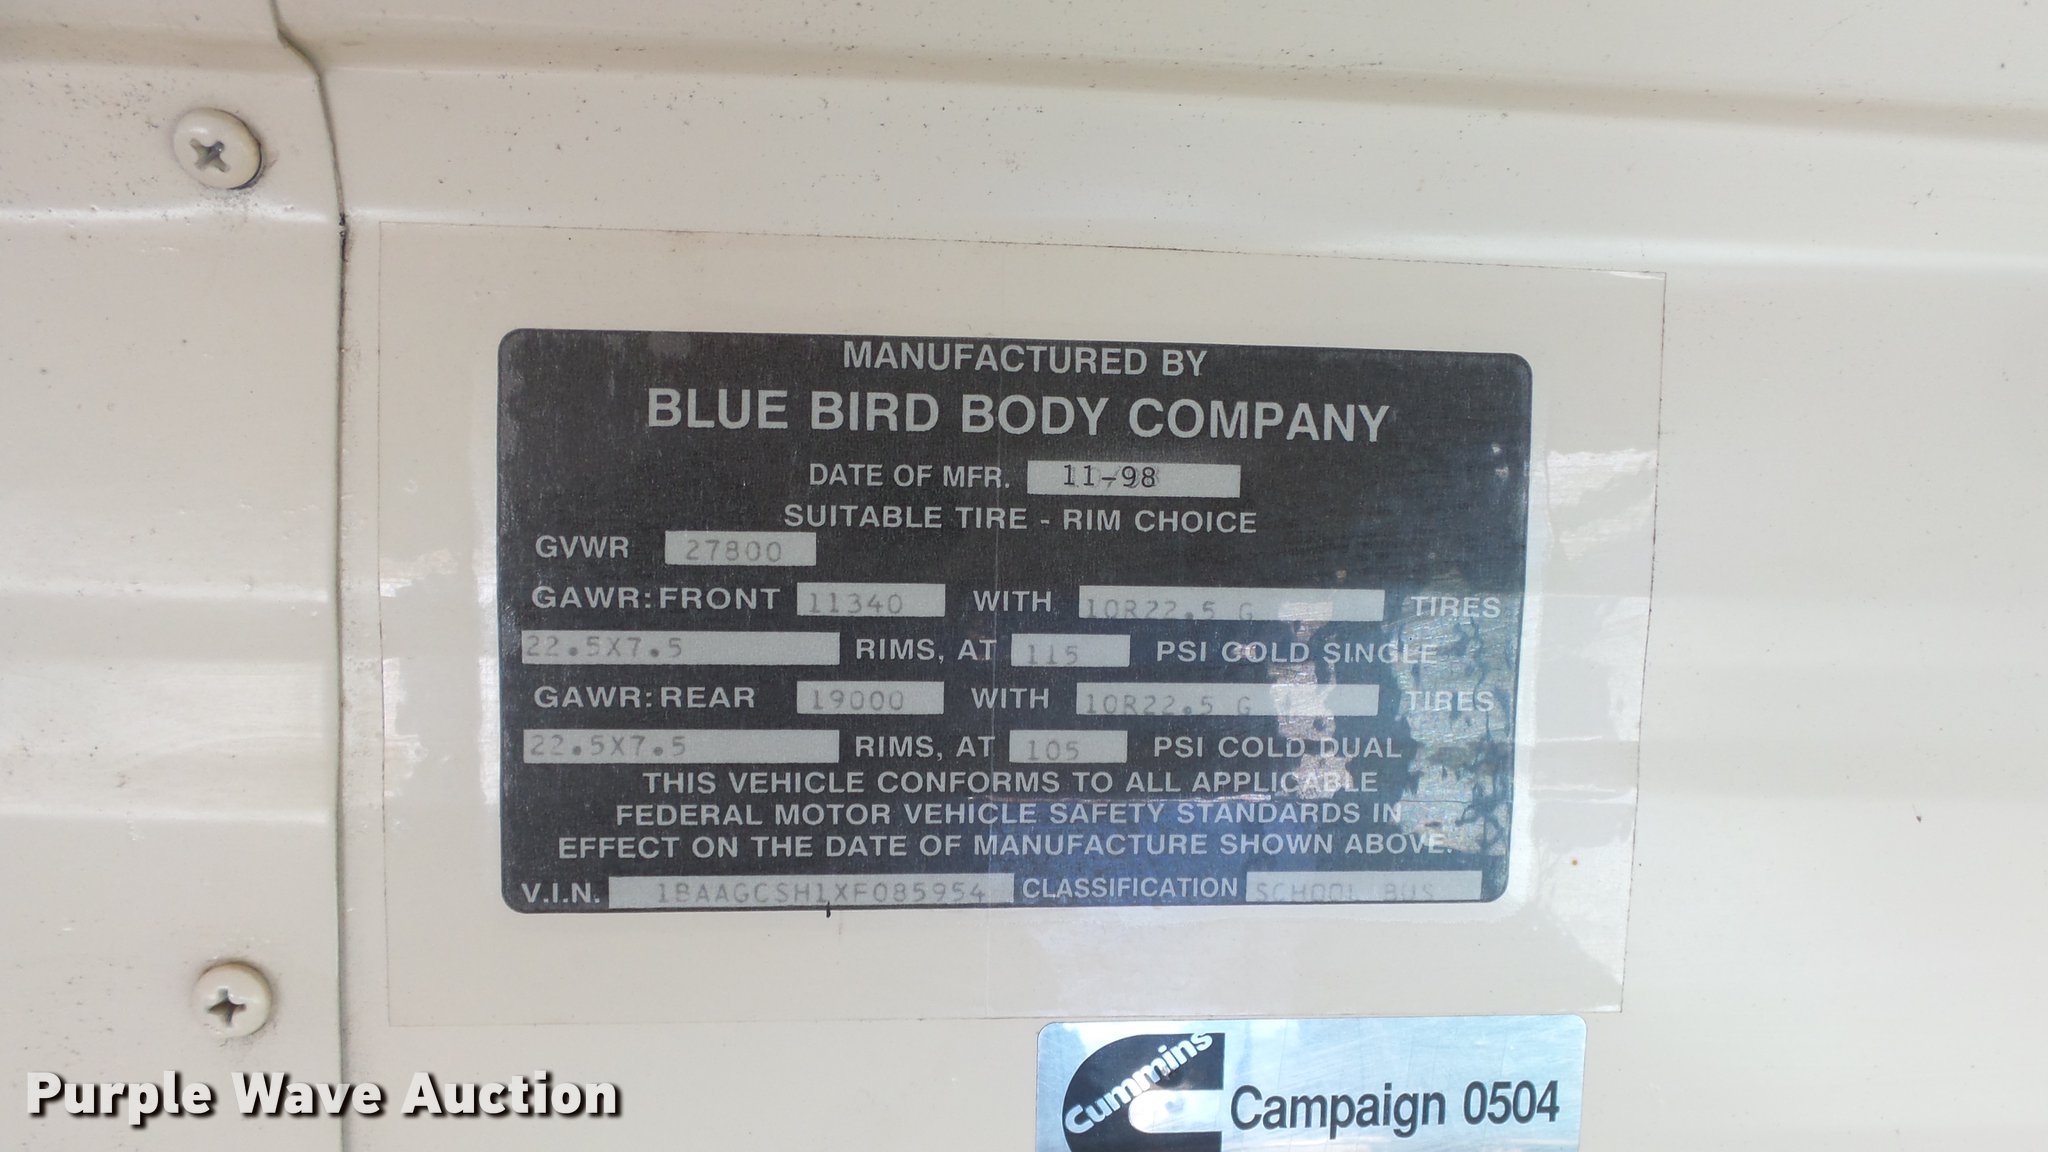 MANUFACTURED BY
BLUE BIRD BODY COMPANY
DATE OF MFR. 11-98
SUITABLE TIRE - RIM CHOICE
GVWR 27800
GAWR: FRONT 11340 WITH 10R22.5 G TIRES
22.5X7.5 RIMS, AT 115 PSI COLD SINGLE
GAWR: REAR 19000 WITH 10R22.5 G TIRES
22.5X7.5 RIMS, AT 105 PSI COLD DUAL
THIS VEHICLE CONFORMS TO ALL APPLICABLE
FEDERAL MOTOR VEHICLE SAFETY STANDARDS IN
EFFECT ON THE DATE OF MANUFACTURE SHOWN ABOVE.
V.I.N. 1BAAGCSH1XF085954 CLASSIFICATION SCHOOL BUS
Cummins Campaign 0504
Purple Wave Auction